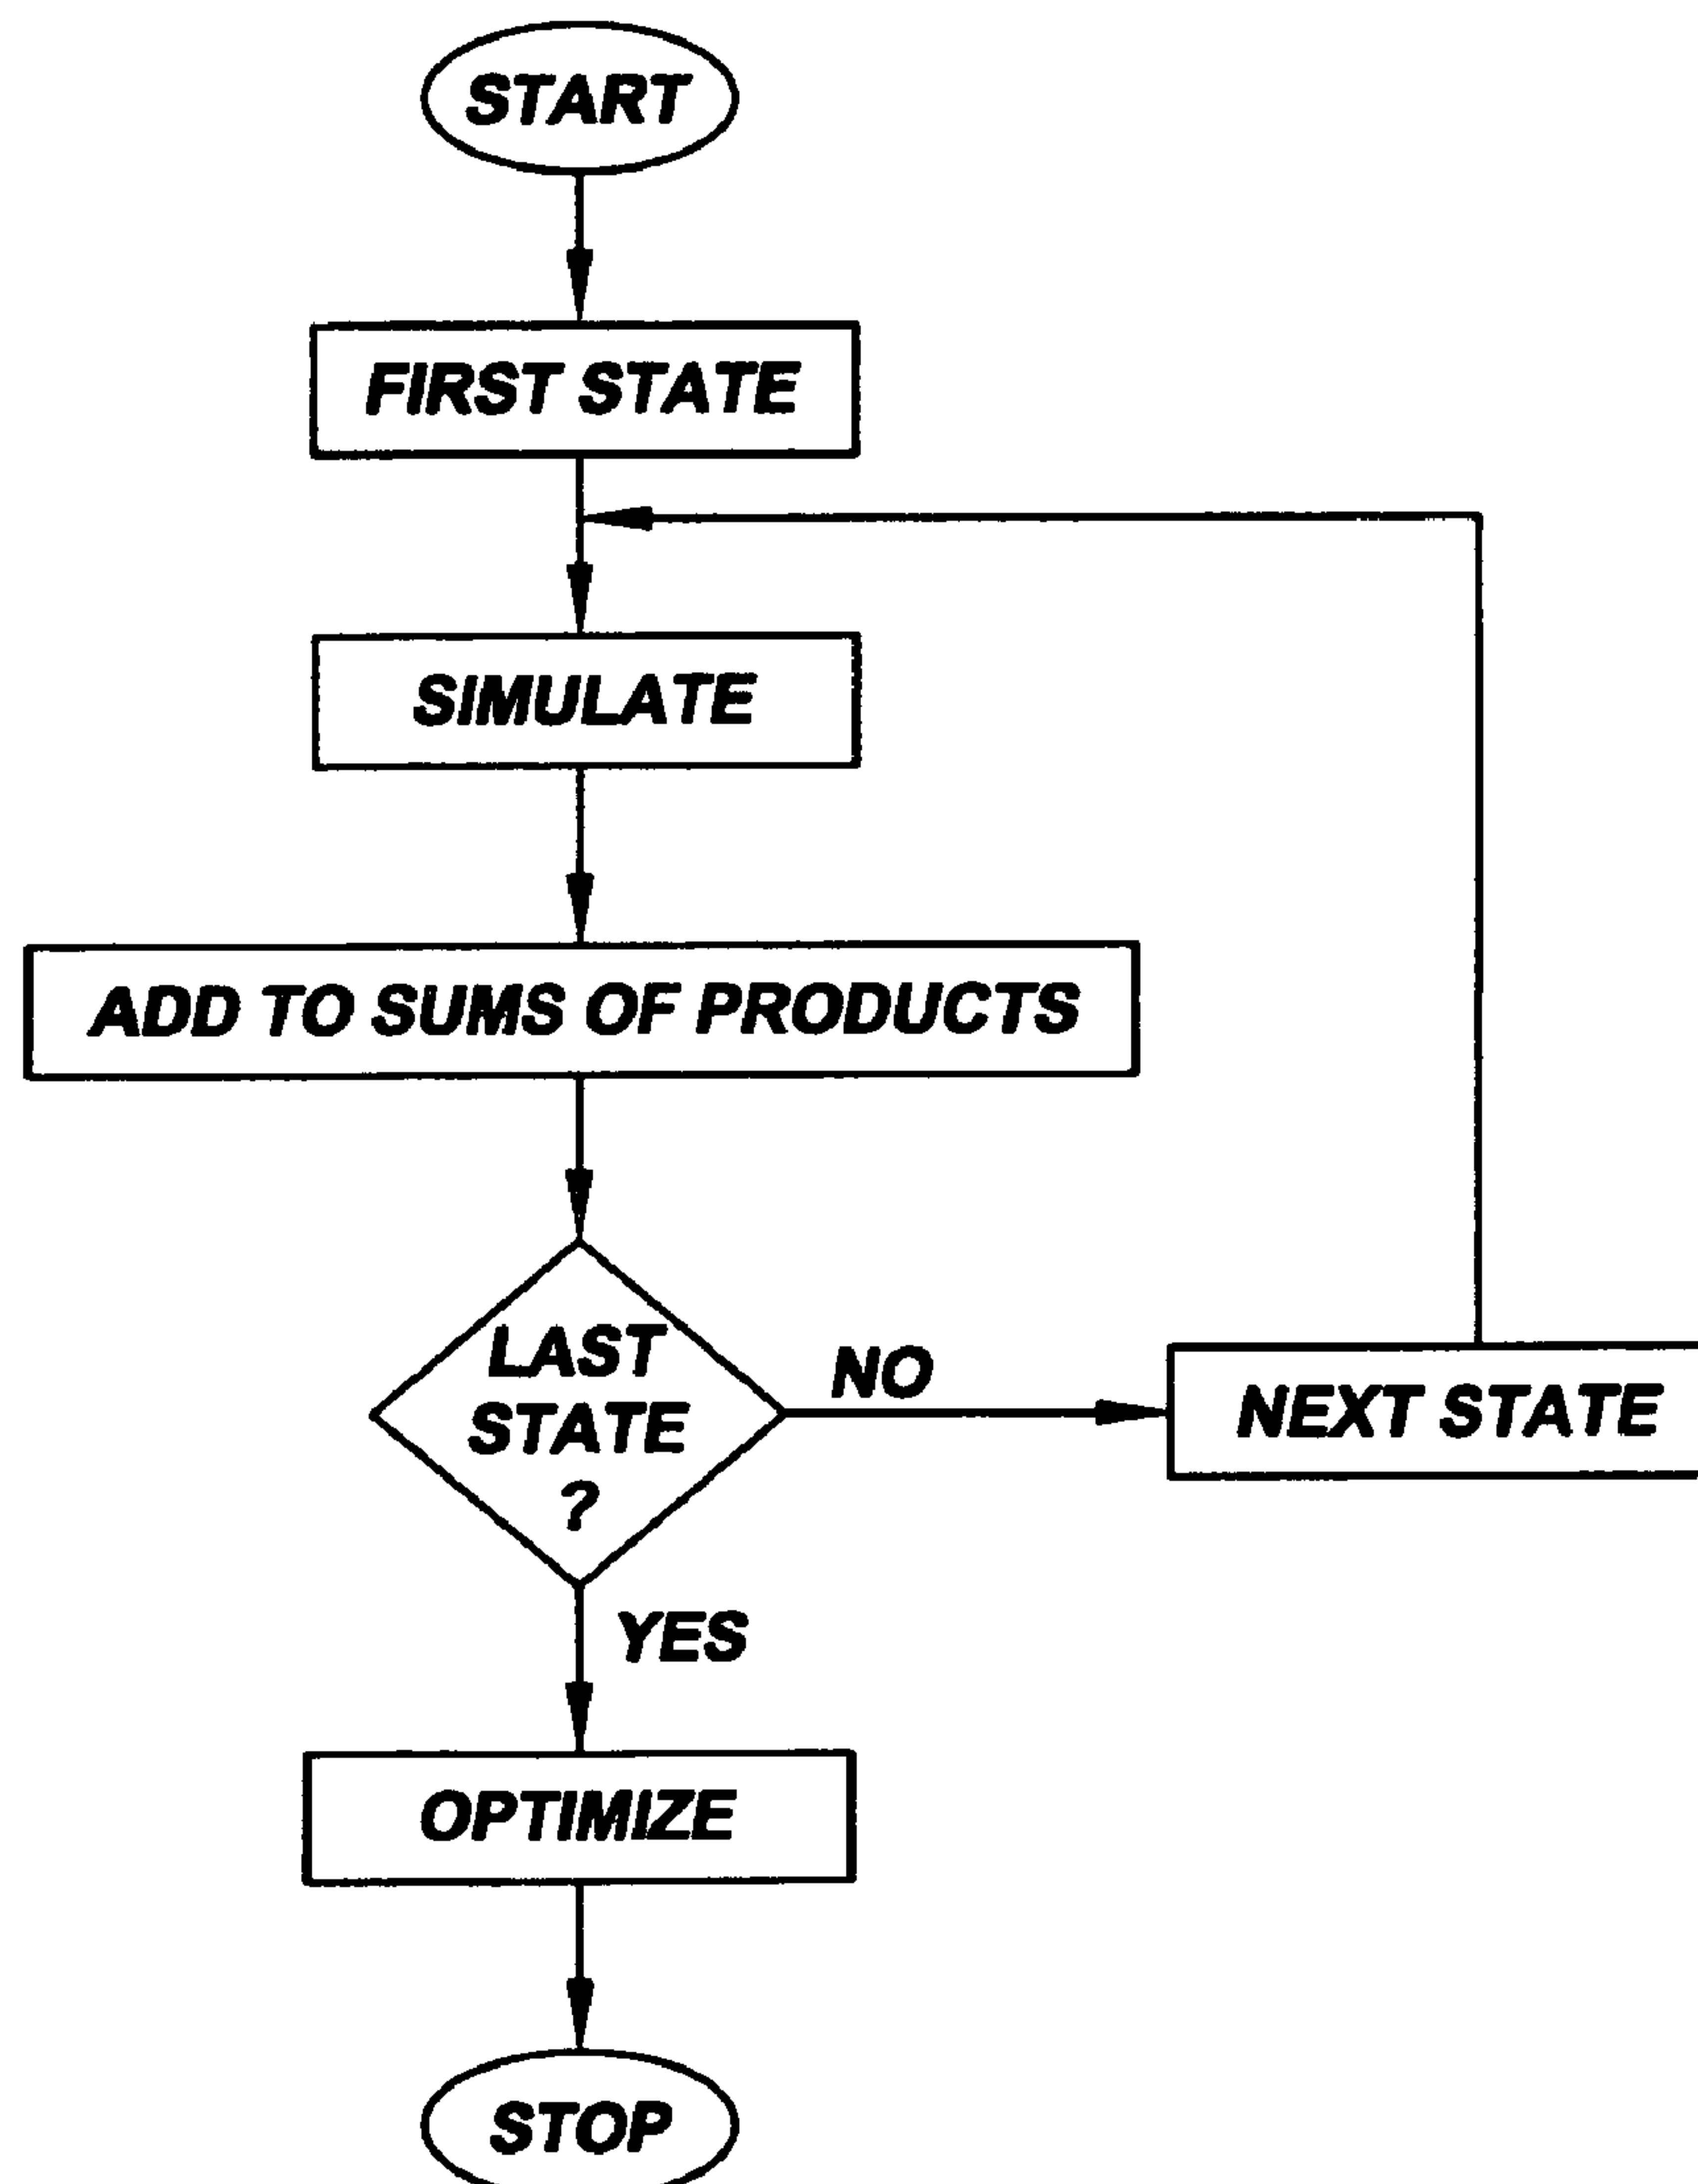 START
FIRST STATE
SIMULATE
ADD TO SUMS OF PRODUCTS
LAST
STATE
?
NO
NEXT STATE
YES
OPTIMIZE
STOP